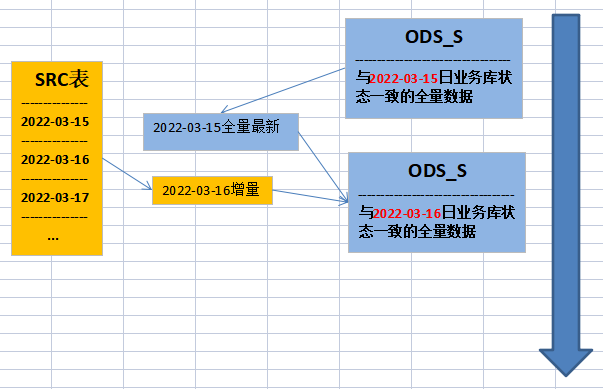 SRC表
2022-03-15
2022-03-16
2022-03-17
...
2022-03-15全量最新
2022-03-16增量
ODS_S
与2022-03-15日业务库状
态一致的全量数据
ODS_S
与2022-03-16日业务库状
态一致的全量数据